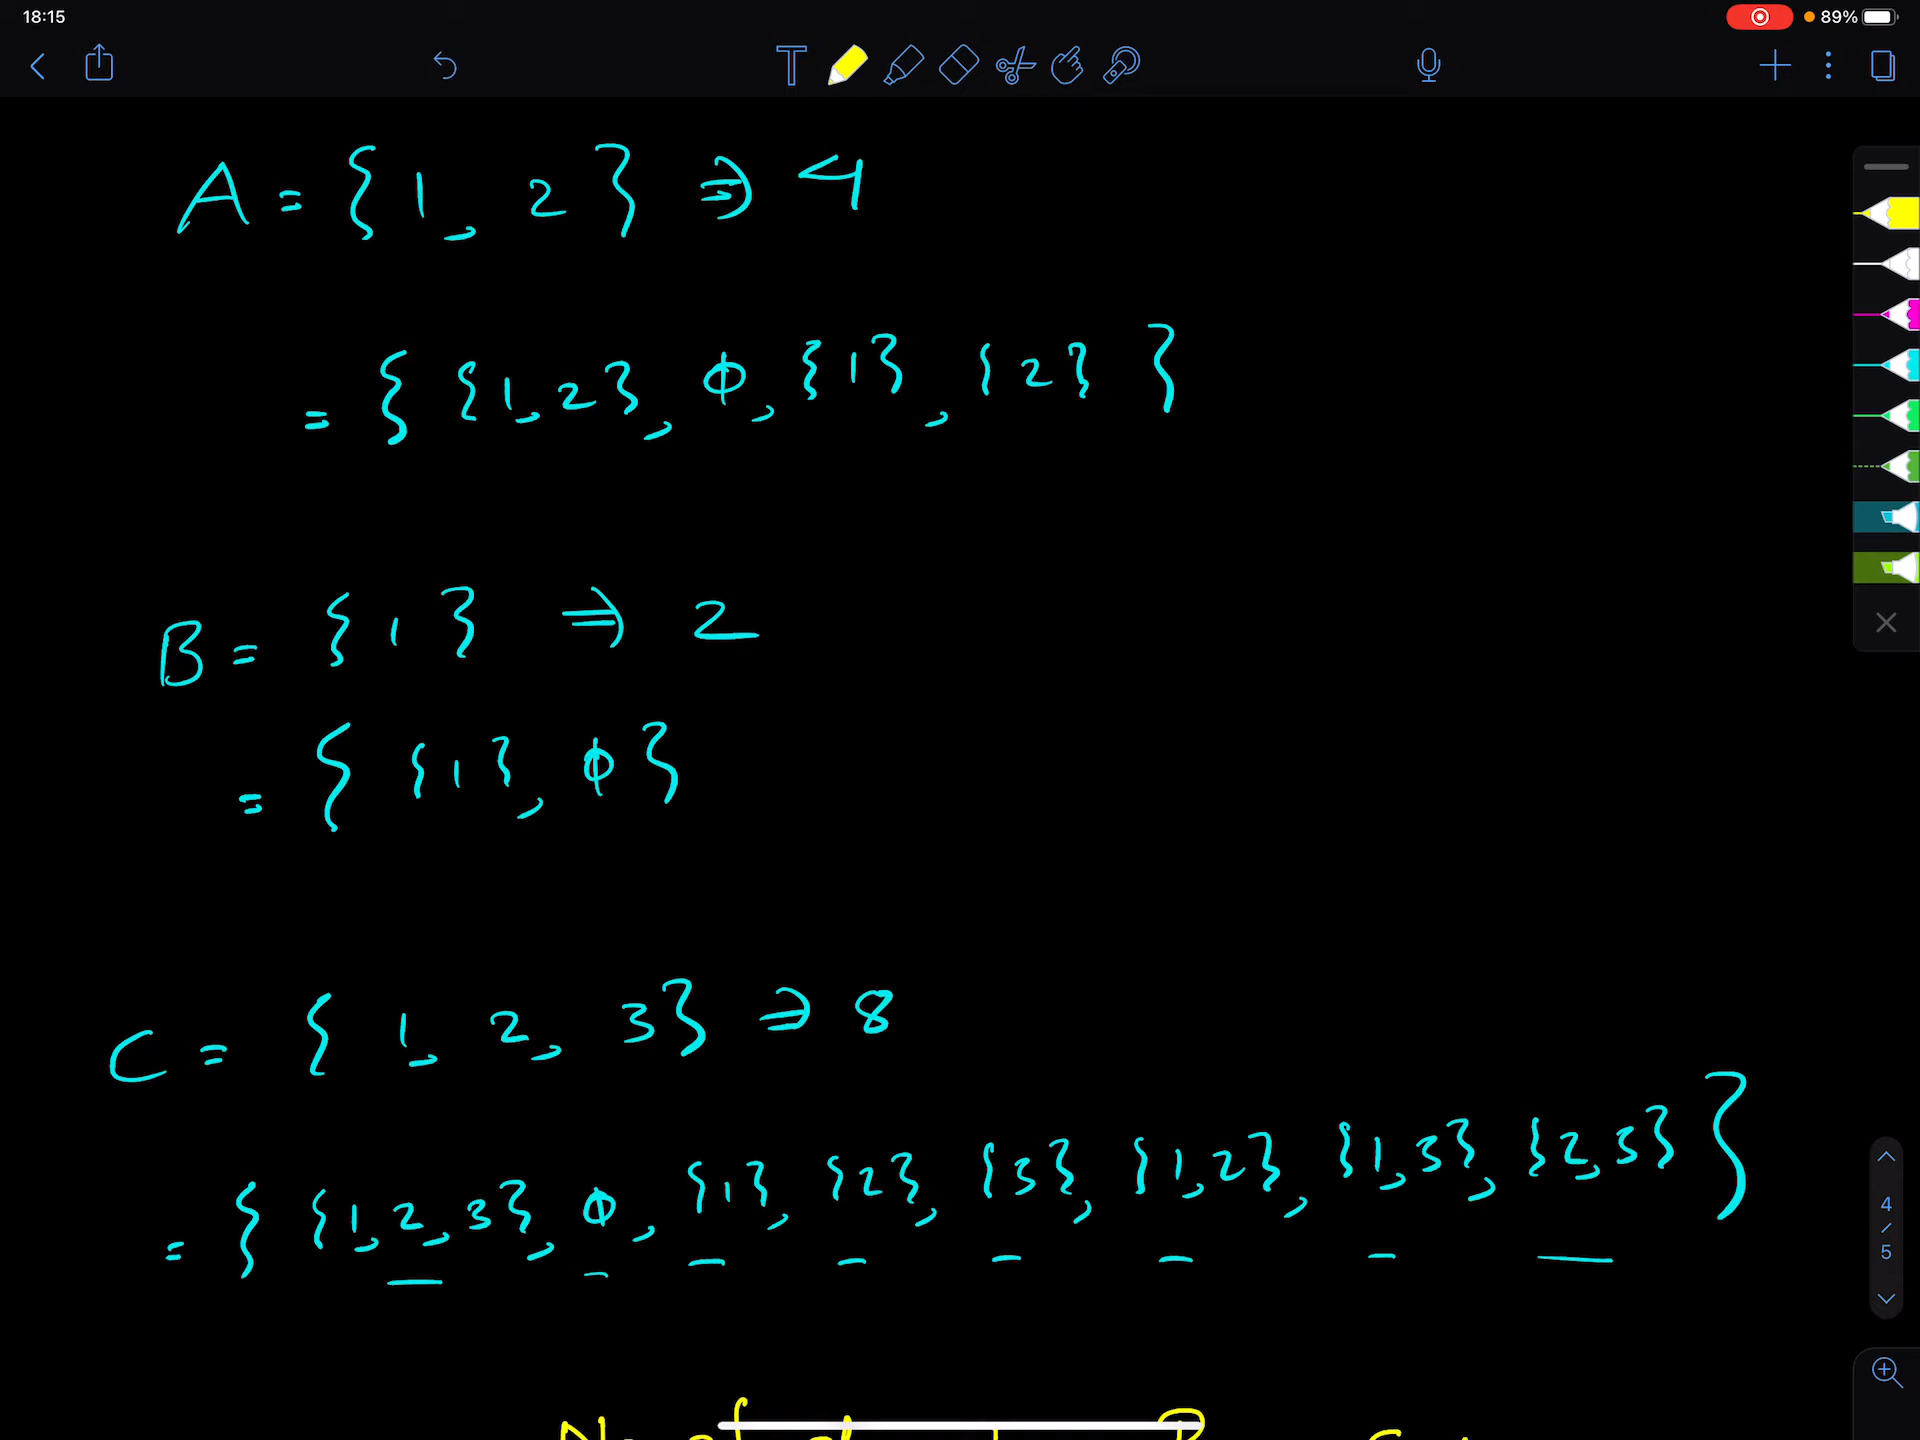 18:15
89%
A = { 1, 2 } ⇒ 4
= { {1,2}, ϕ, {1}, {2} }
B = { 1 } ⇒ 2
= { {1}, ϕ }
C = { 1, 2, 3} ⇒ 8
= { {1,2,3}, ϕ, {1}, {2}, {3}, {1,2}, {1,3}, {2,3} }
4
/
5